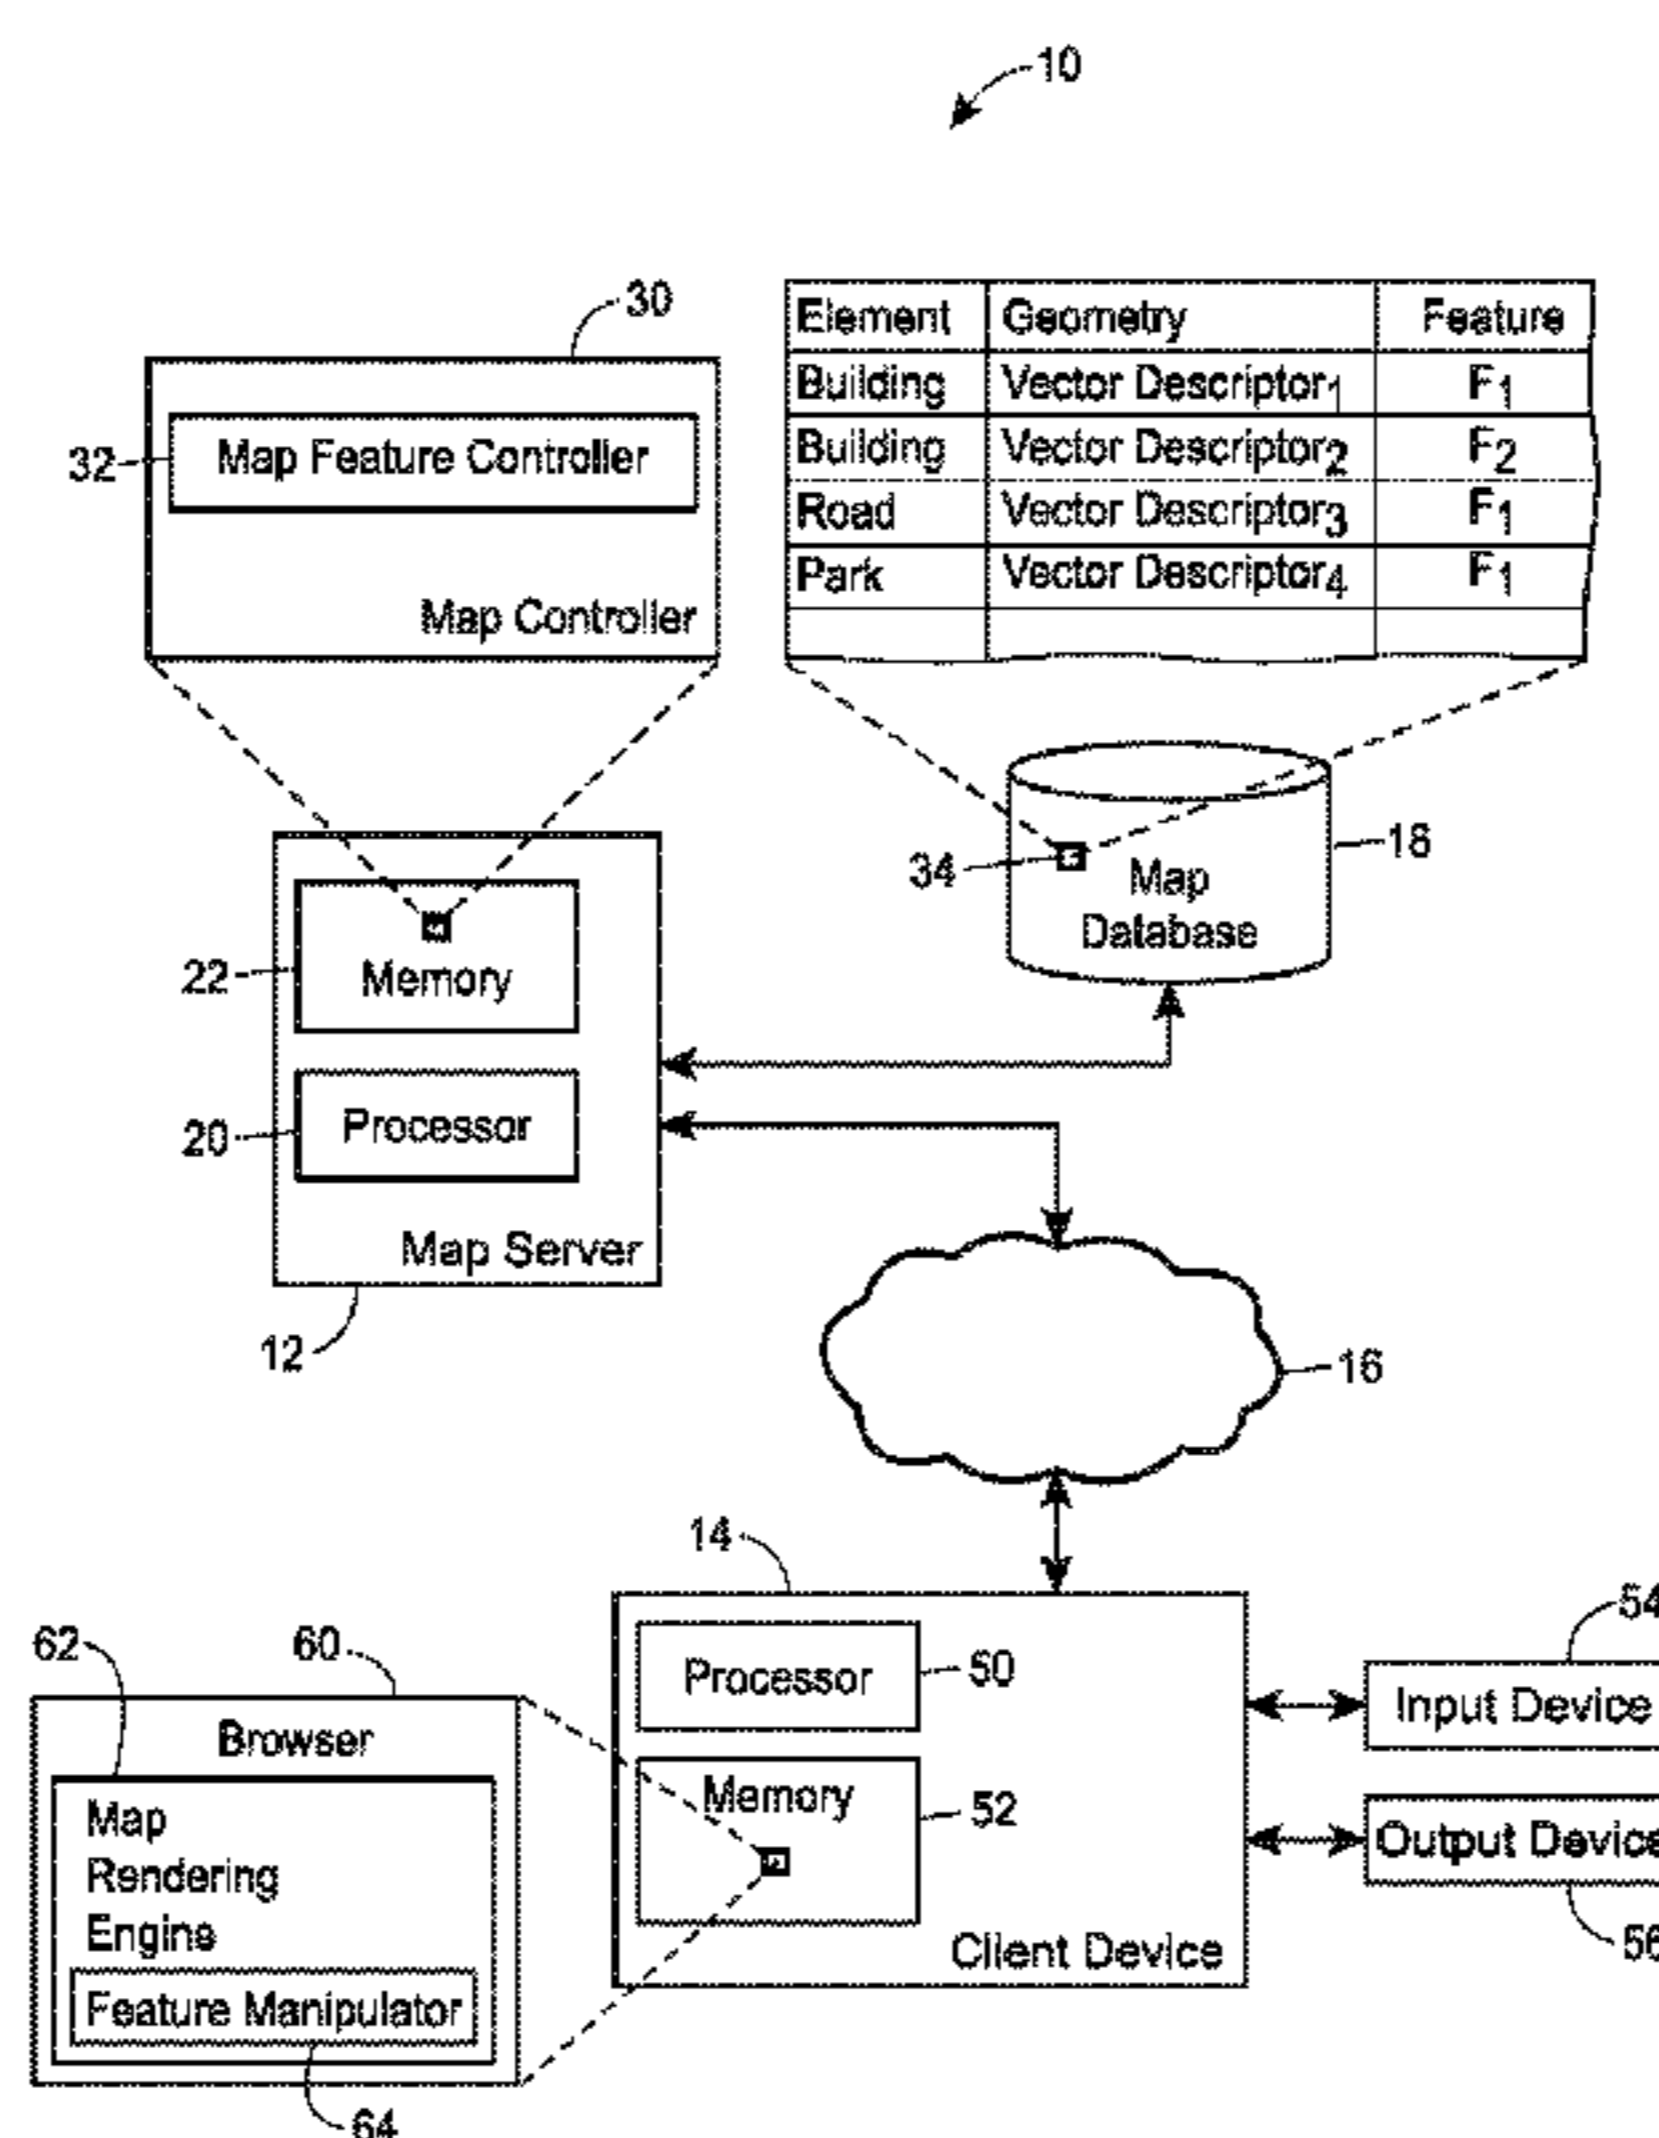 10
30
Element Geometry Feature
Building Vector Descriptor1 F1
Building Vector Descriptor2 F2
Road Vector Descriptor3 F1
Park Vector Descriptor4 F1
32
Map Feature Controller
Map Controller
18
34
Map
Database
22
Memory
20
Processor
Map Server
12
16
14
54
62
60
Processor
50
Input Device
Browser
Memory
52
Map
Rendering
Engine
Output Device
Client Device
56
Feature Manipulator
64